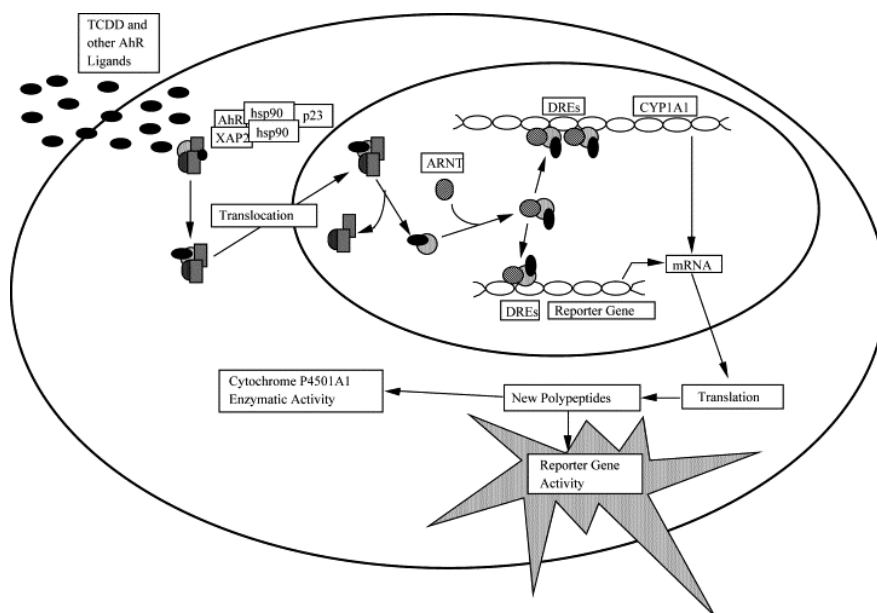 TCDD and
other AhR
Ligands
AhR
hsp90
p23
XAP2
hsp90
Translocation
ARNT
DREs
CYP1A1
mRNA
DREs
Reporter Gene
Cytochrome P4501A1
Enzymatic Activity
New Polypeptides
Translation
Reporter Gene
Activity